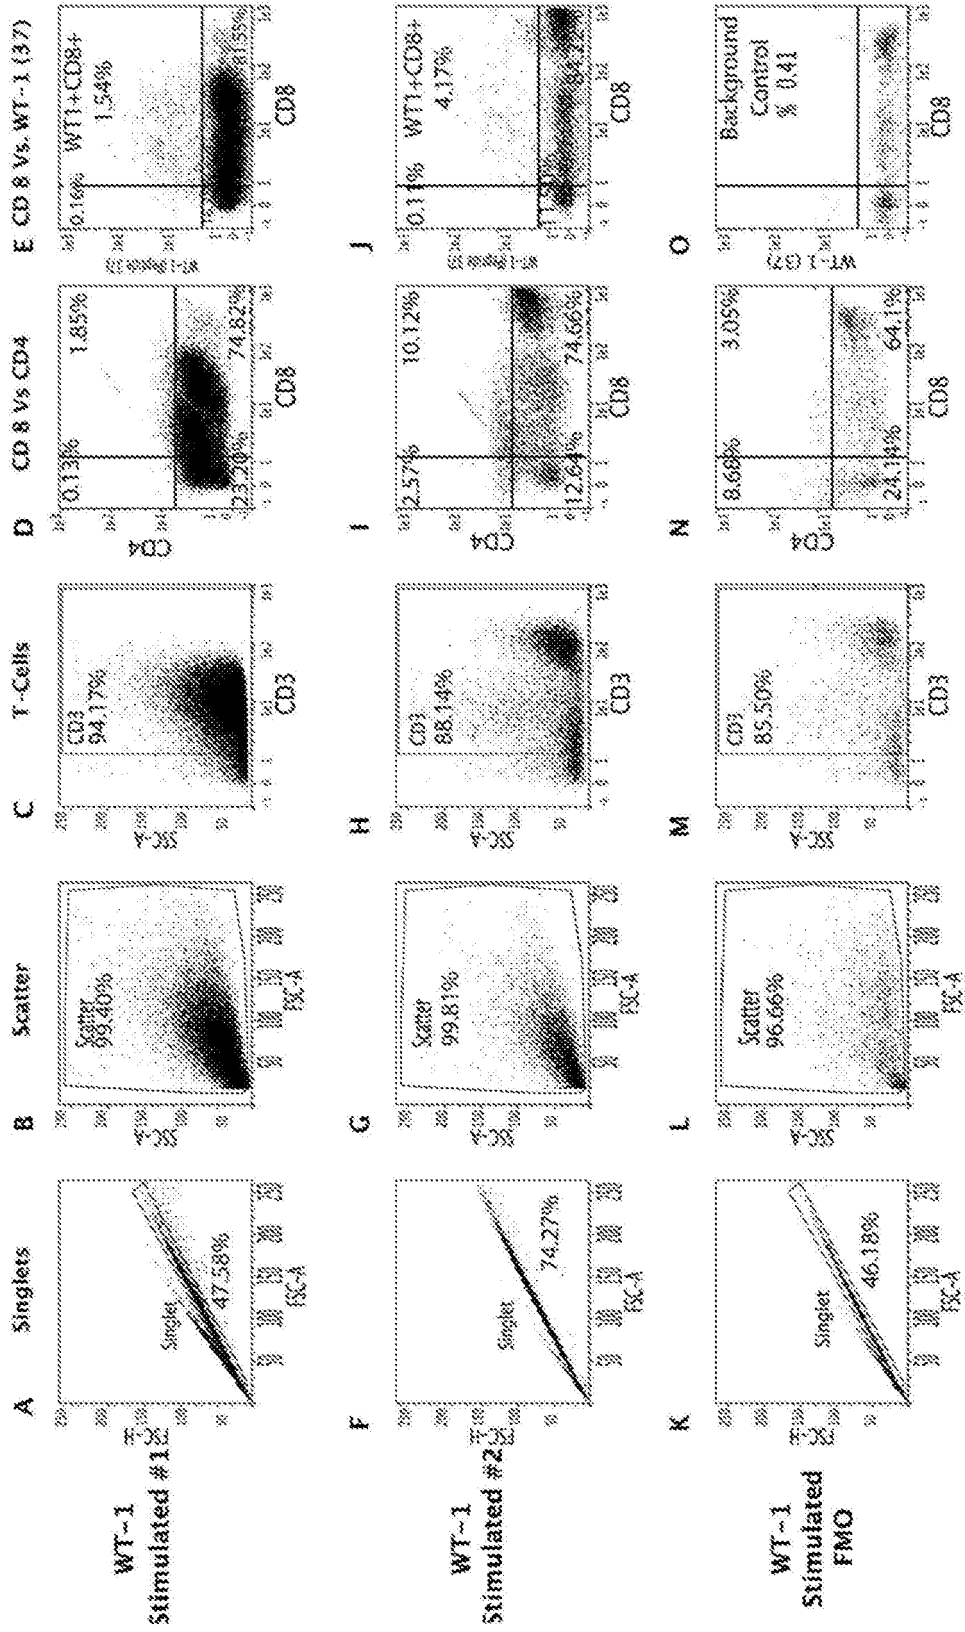 A Singlets
B Scatter
C T-Cells
D CD 8 Vs CD4
E CD 8 Vs. WT-1 (37)
WT-1
Stimulated #1
Singlet
47.58%
FSC-A
Scatter
99.40%
FSC-A
SSC-A
CD3
94.17%
CD3
SSC-A
0.13%
1.85%
23.20%
74.82%
CD4
CD8
0.16%
WT1+CD8+
1.54%
CD8
F
G
H
I
J
WT-1
Stimulated #2
Singlet
74.27%
FSC-A
Scatter
99.81%
FSC-A
SSC-A
CD3
88.14%
CD3
SSC-A
2.57%
10.12%
12.64%
74.66%
CD4
CD8
0.11%
WT1+CD8+
4.17%
CD8
K
L
M
N
O
WT-1
Stimulated
FMO
Singlet
46.18%
FSC-A
Scatter
96.66%
FSC-A
SSC-A
CD3
85.50%
CD3
SSC-A
8.68%
3.05%
24.14%
64.1%
CD4
CD8
Background
Control
% 0.41
WT-1 (37)
CD8